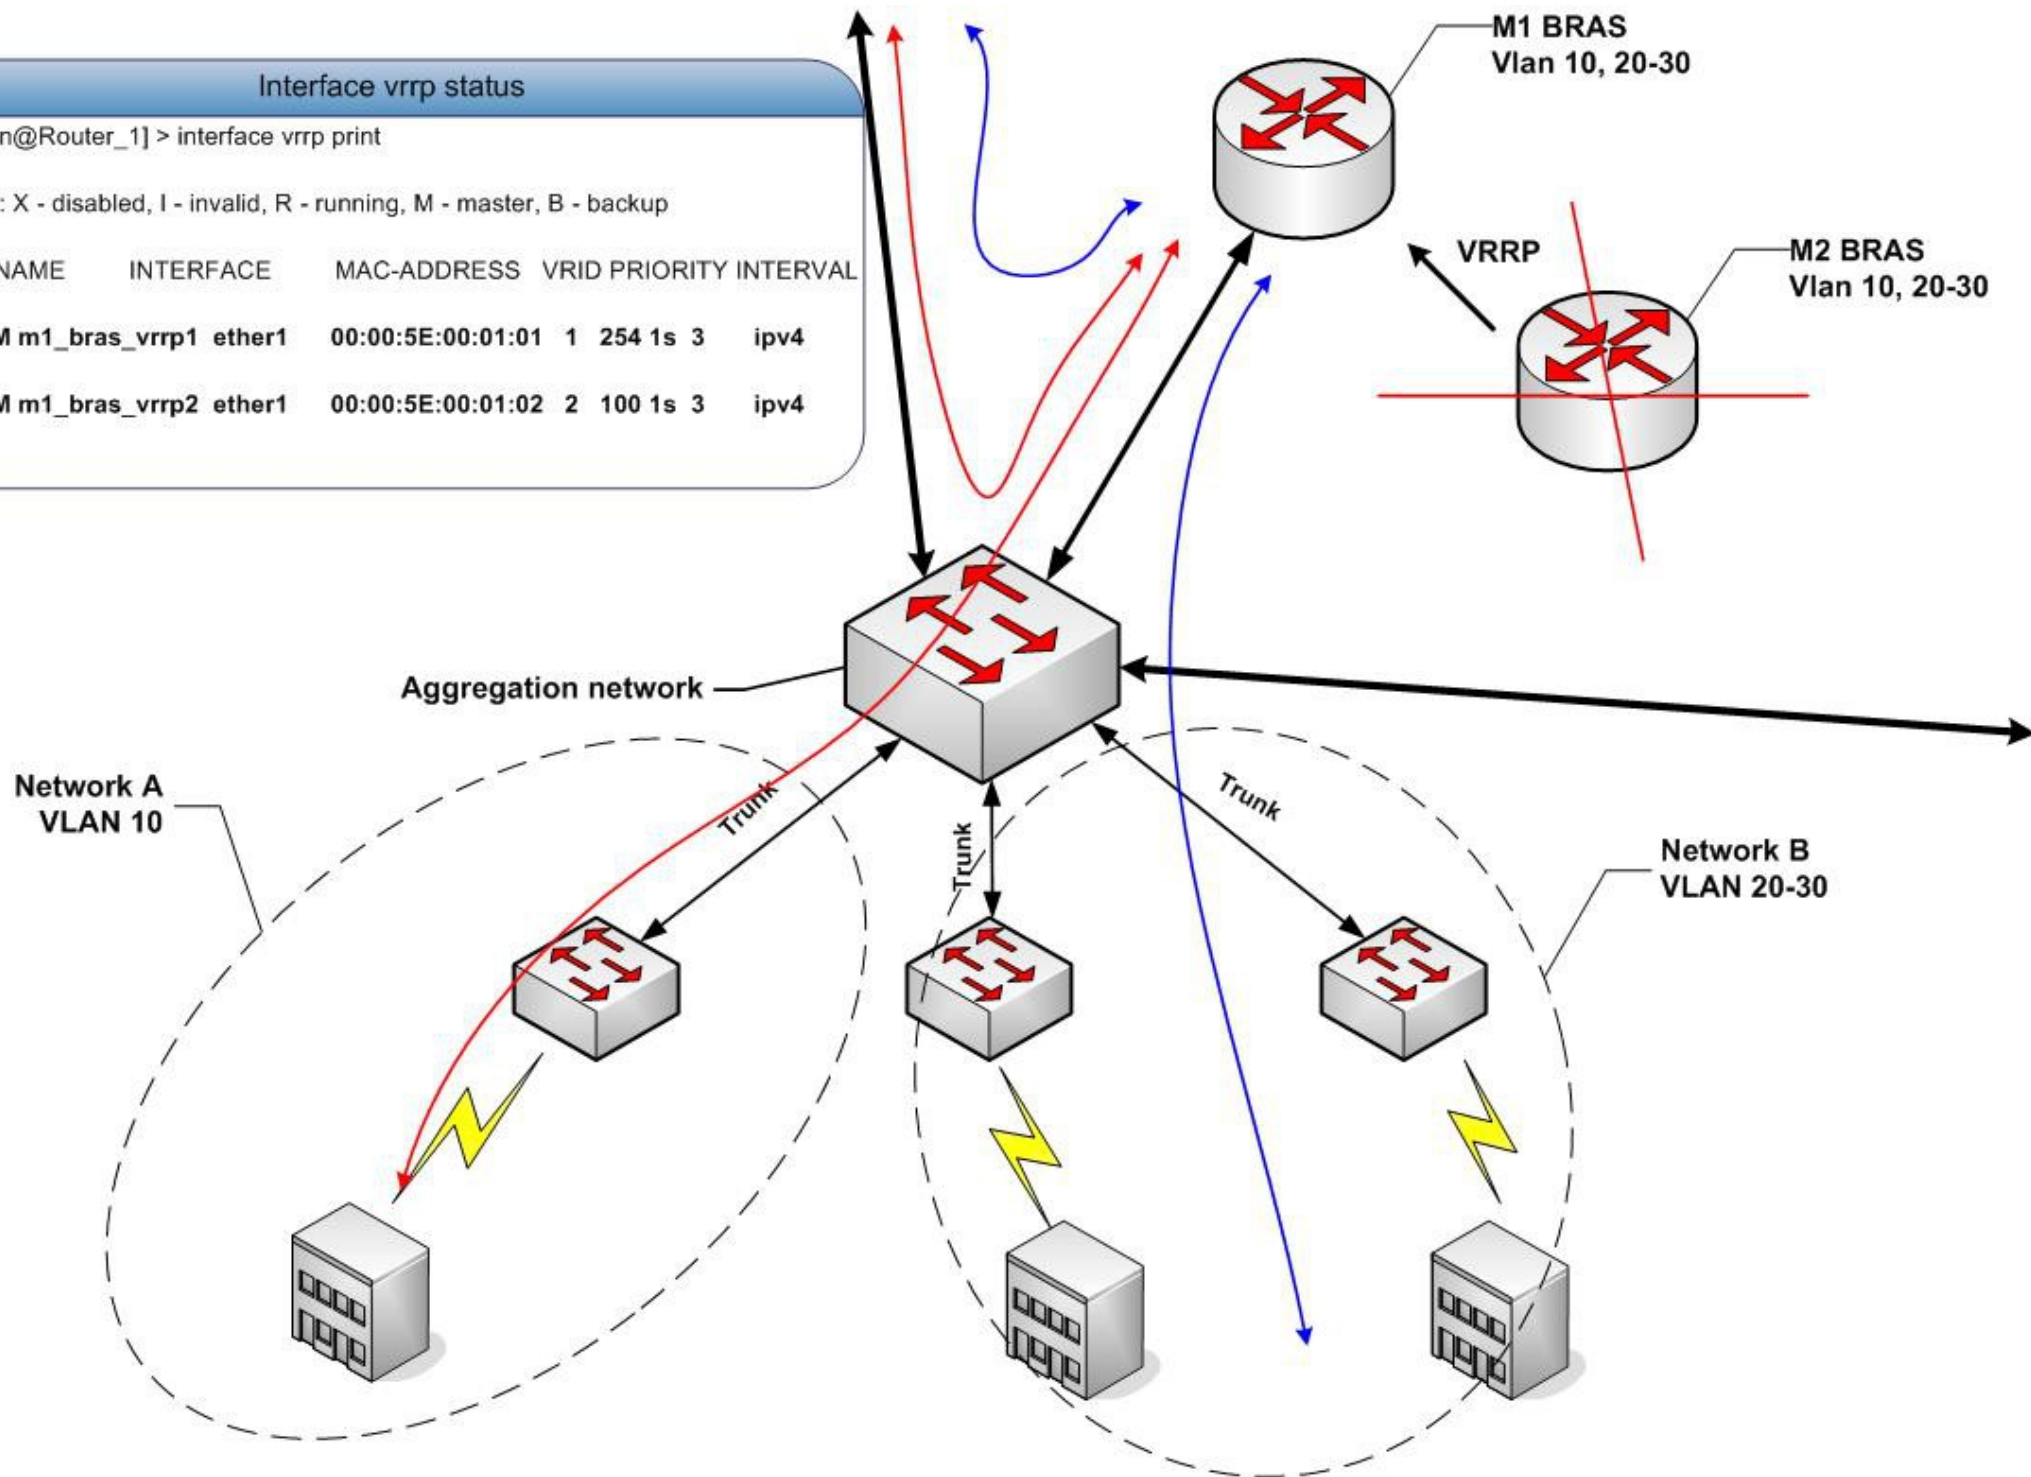 Interface vrrp status
n@Router_1] > interface vrrp print
: X - disabled, I - invalid, R - running, M - master, B - backup
NAME INTERFACE MAC-ADDRESS VRID PRIORITY INTERVAL
M m1_bras_vrrp1 ether1 00:00:5E:00:01:01 1 254 1s 3 ipv4
M m1_bras_vrrp2 ether1 00:00:5E:00:01:02 2 100 1s 3 ipv4
M1 BRAS
Vlan 10, 20-30
VRRP
M2 BRAS
Vlan 10, 20-30
Aggregation network
Network A
VLAN 10
Trunk
Trunk
Trunk
Network B
VLAN 20-30